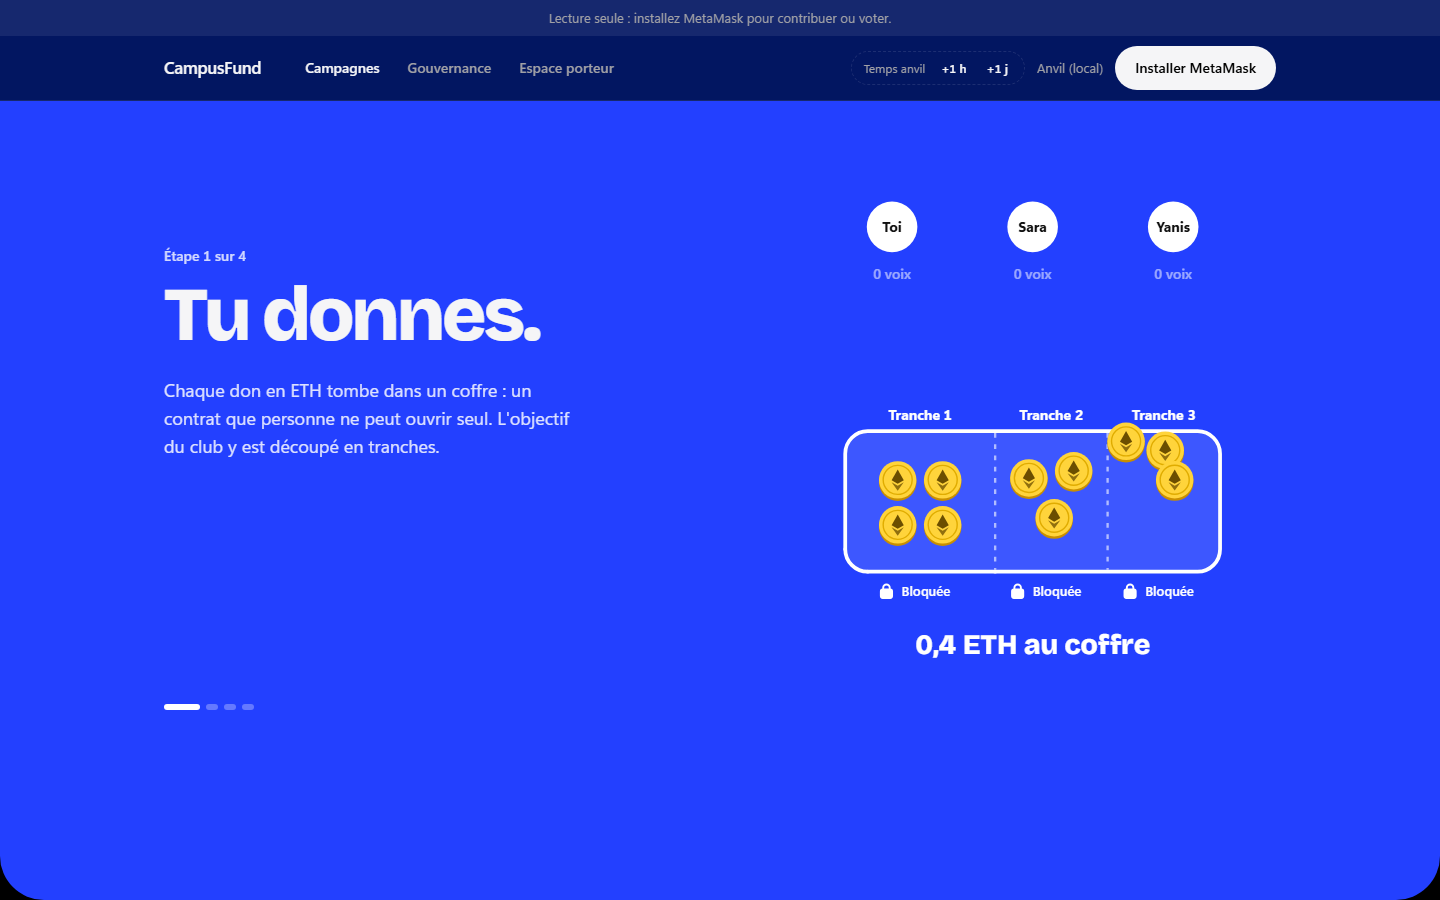 Lecture seule : installez MetaMask pour contribuer ou voter.
CampusFund Campagnes Gouvernance Espace porteur Temps anvil +1 h +1 j Anvil (local) Installer MetaMask
Toi Sara Yanis
0 voix 0 voix 0 voix
Étape 1 sur 4
Tu donnes.
Chaque don en ETH tombe dans un coffre : un
contrat que personne ne peut ouvrir seul. L'objectif
du club y est découpé en tranches.
Tranche 1 Tranche 2 Tranche 3
Bloquée Bloquée Bloquée
0,4 ETH au coffre